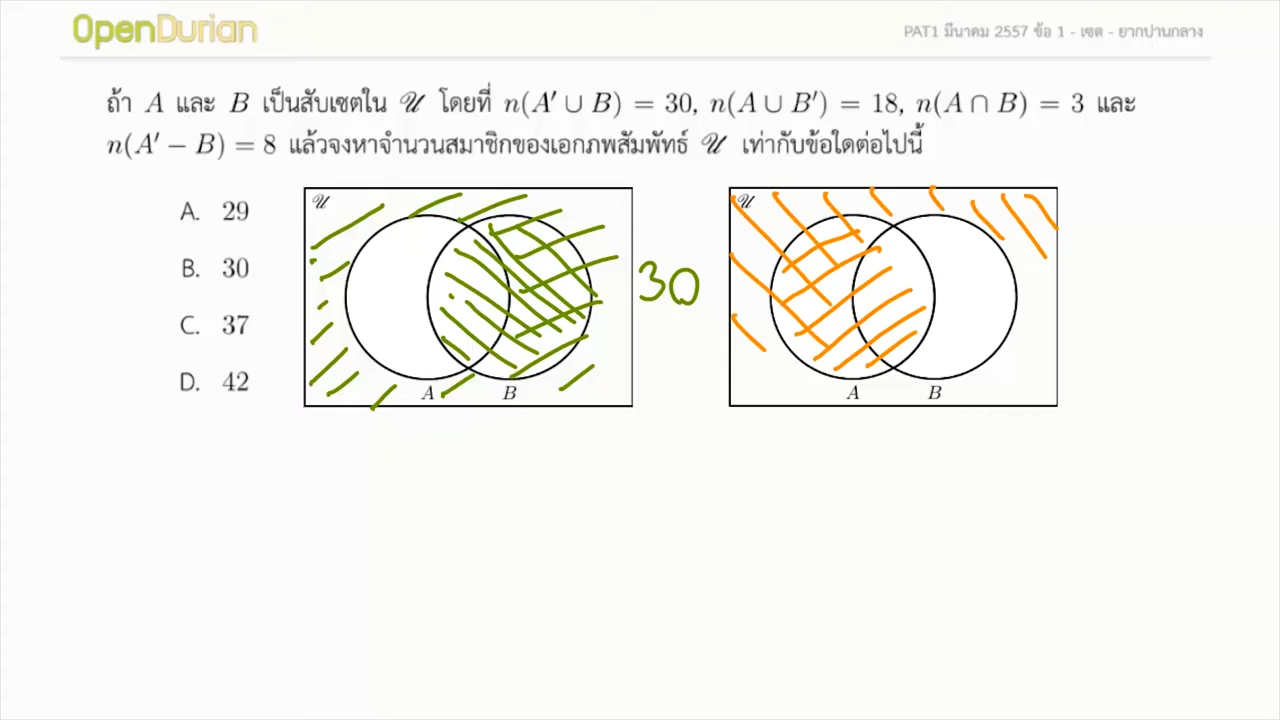 OpenDurian
PAT1 มีนาคม 2557 ข้อ 1 - เซต - ยากปานกลาง
ถ้า A และ B เป็นสับเซตใน 𝒰 โดยที่ n(A′ ∪ B) = 30, n(A ∪ B′) = 18, n(A ∩ B) = 3 และ
n(A′ − B) = 8 แล้วจงหาจำนวนสมาชิกของเอกภพสัมพัทธ์ 𝒰 เท่ากับข้อใดต่อไปนี้
A. 29
B. 30
C. 37
D. 42
𝒰
A B
30
𝒰
A B